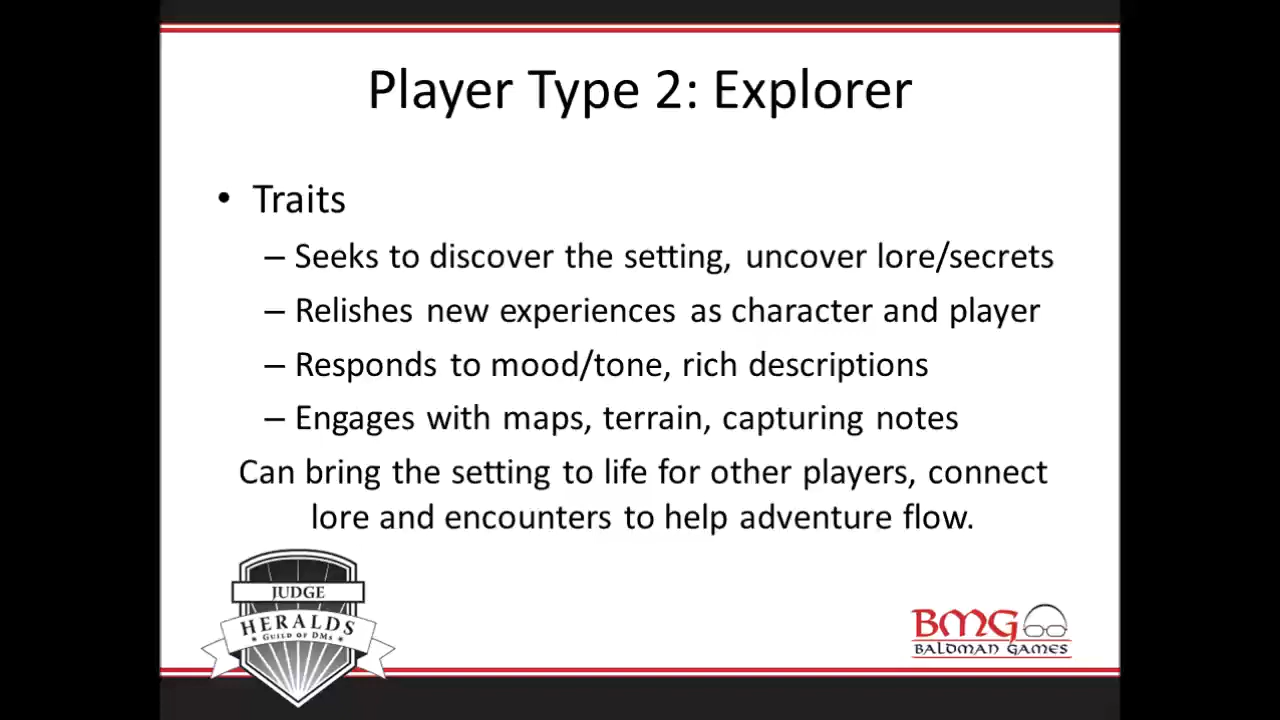 Player Type 2: Explorer
• Traits
– Seeks to discover the setting, uncover lore/secrets
– Relishes new experiences as character and player
– Responds to mood/tone, rich descriptions
– Engages with maps, terrain, capturing notes
Can bring the setting to life for other players, connect
lore and encounters to help adventure flow.
JUDGE
HERALDS
GUILD OF DMs
BMG
BALDMAN GAMES